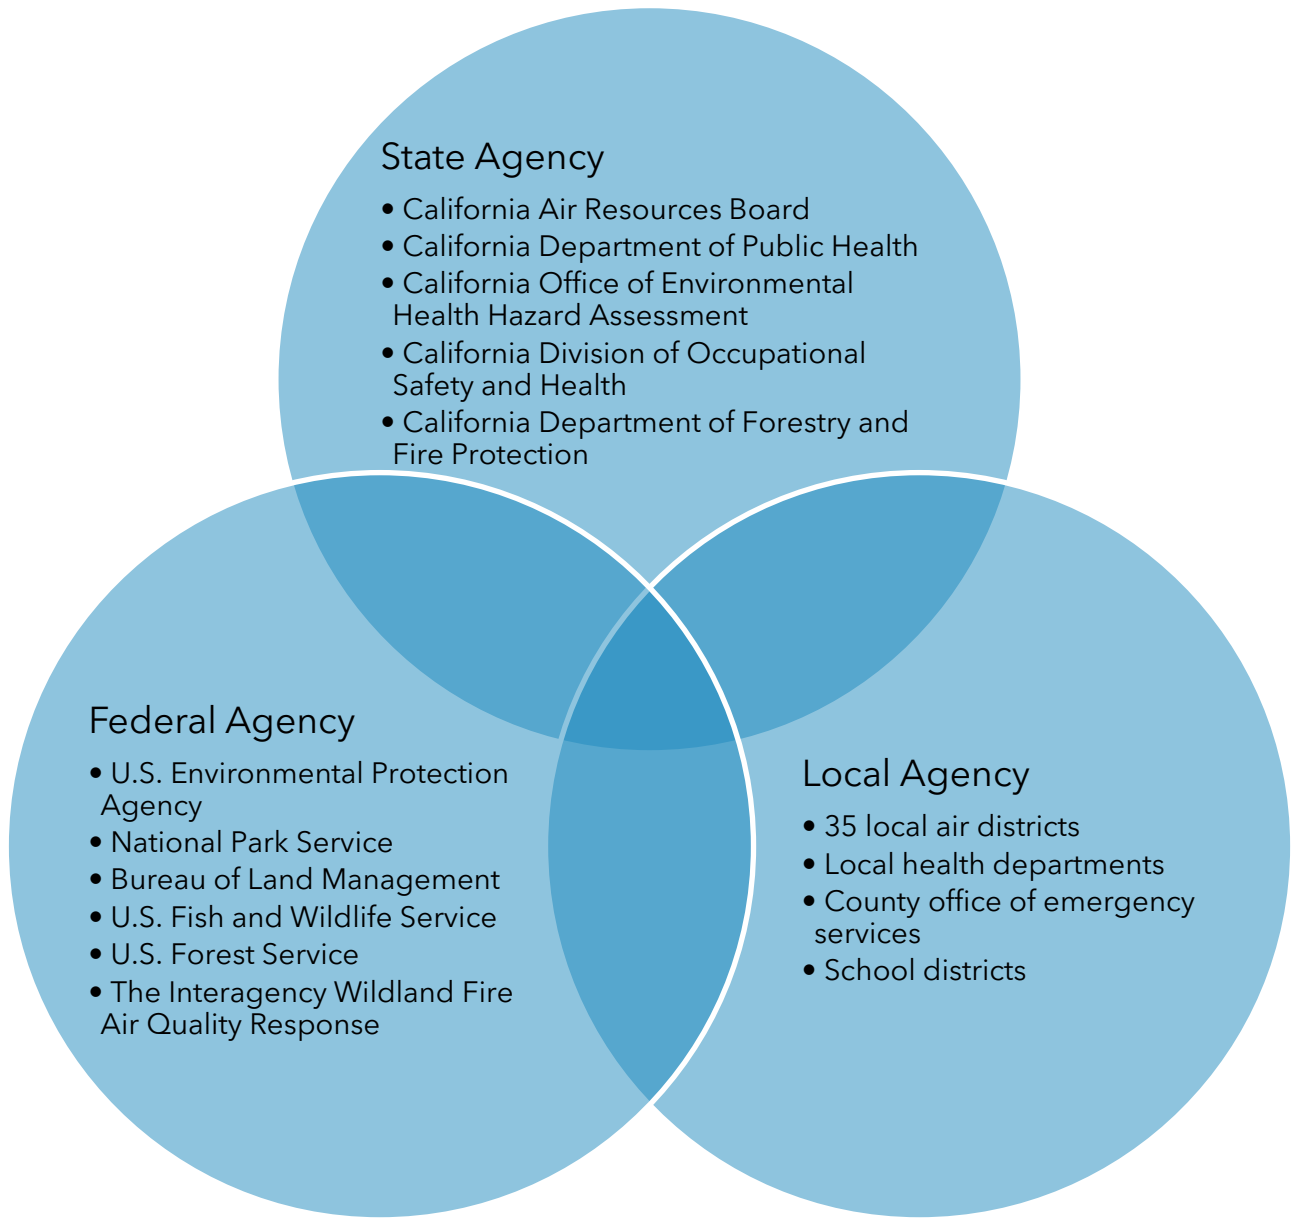 State Agency
• California Air Resources Board
• California Department of Public Health
• California Office of Environmental
Health Hazard Assessment
• California Division of Occupational
Safety and Health
• California Department of Forestry and
Fire Protection
Federal Agency
• U.S. Environmental Protection
Agency
• National Park Service
• Bureau of Land Management
• U.S. Fish and Wildlife Service
• U.S. Forest Service
• The Interagency Wildland Fire
Air Quality Response
Local Agency
• 35 local air districts
• Local health departments
• County office of emergency
services
• School districts